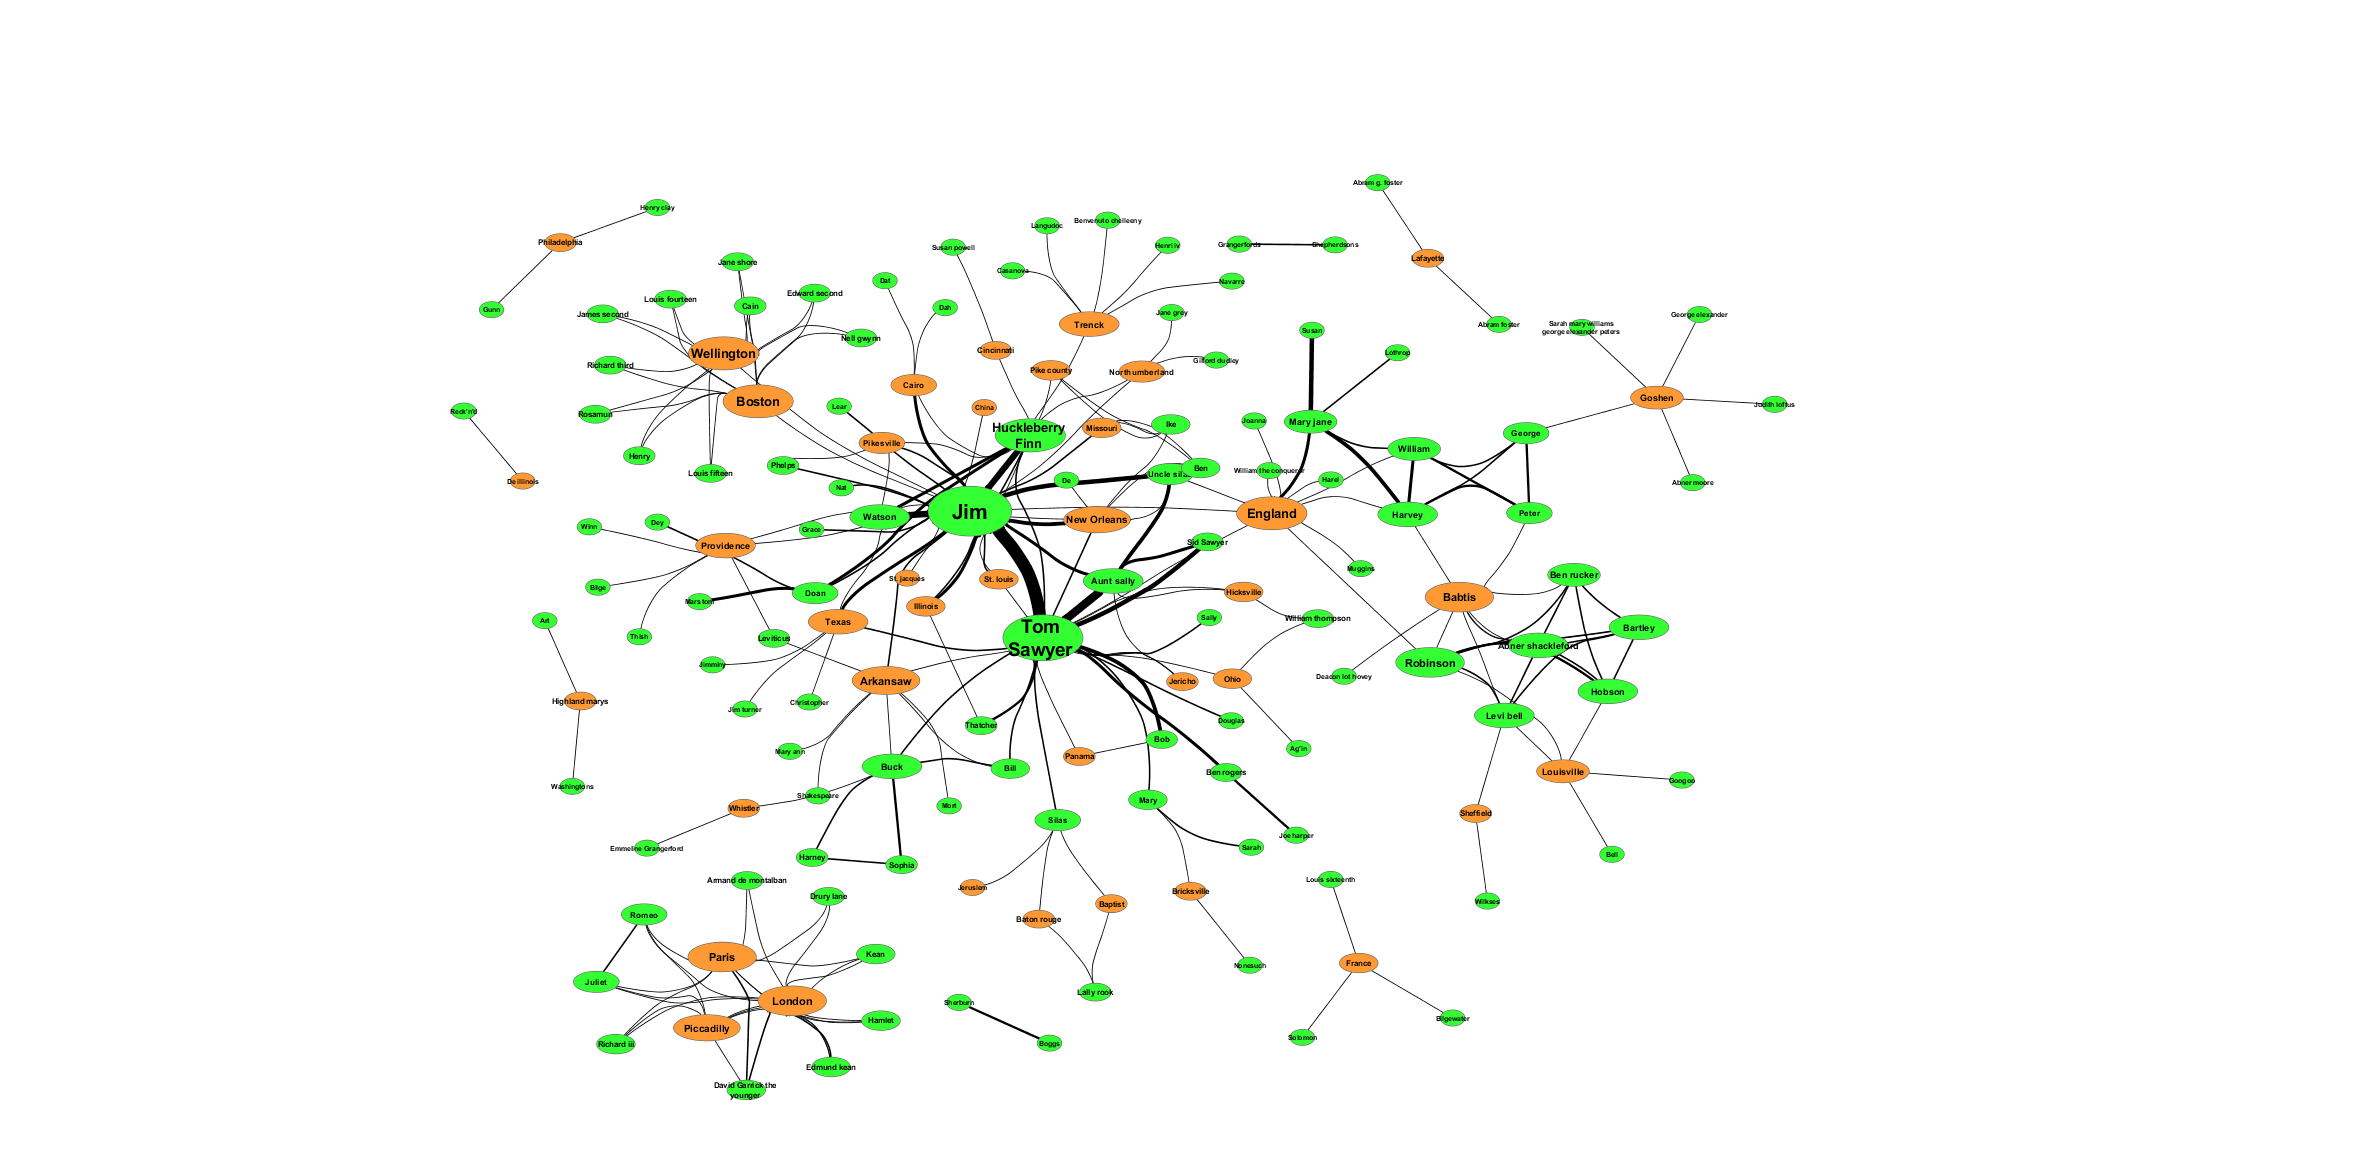 Abram g. foster
Henry clay
Langudoc
Benvenuto chelleeny
Philadelphia
Susan powell
Henri iv
Grangerfords
Shepherdsons
Lafayette
Jane shore
Casanova
Dat
Navarre
Edward second
Louis fourteen
Cain
Dah
Gunn
James second
Jane grey
George elexander
Trenck
Abram foster
Sarah mary williams
george elexander peters
Susan
Nell gwynn
Wellington
Cincinnati
Lothrop
Gilford dudley
Richard third
Pike county
Northumberland
Cairo
Goshen
Boston
Lear
China
Judith loftus
Reck'n'd
Rosamun
Huckleberry
Finn
Missouri
Ike
Joanna
Mary jane
George
Pikesville
William
Henry
Phelps
Louis fifteen
Uncle silas
Ben
William the conqueror
De illinois
De
Harel
Abner moore
Nat
Jim
Watson
New Orleans
England
Harvey
Peter
Winn
Dey
Grace
Providence
Sid Sawyer
Muggins
St. jacques
St. louis
Aunt sally
Ben rucker
Bilge
Doan
Hicksville
Babtis
Marstom
Illinois
Art
Texas
Sally
William thompson
Bartley
Thish
Leviticus
Tom
Sawyer
Abner shackleford
Jimminy
Robinson
Arkansaw
Jericho
Ohio
Deacon lot hovey
Hobson
Highland marys
Jim turner
Christopher
Thatcher
Douglas
Levi bell
Mary ann
Bob
Ag'in
Panama
Buck
Bill
Ben rogers
Louisville
Googoo
Washingtons
Shakespeare
Mary
Whistler
Mort
Sheffield
Silas
Joe harper
Emmeline Grangerford
Harney
Sophia
Sarah
Bell
Armand de montalban
Jeruslem
Bricksville
Louis sixteenth
Drury lane
Baptist
Wilkses
Romeo
Baton rouge
Paris
Kean
Nonesuch
France
Juliet
Lally rook
London
Sherburn
Piccadilly
Hamlet
Bilgewater
Richard iii
Boggs
Solomon
Edmund kean
David Garrick the
younger